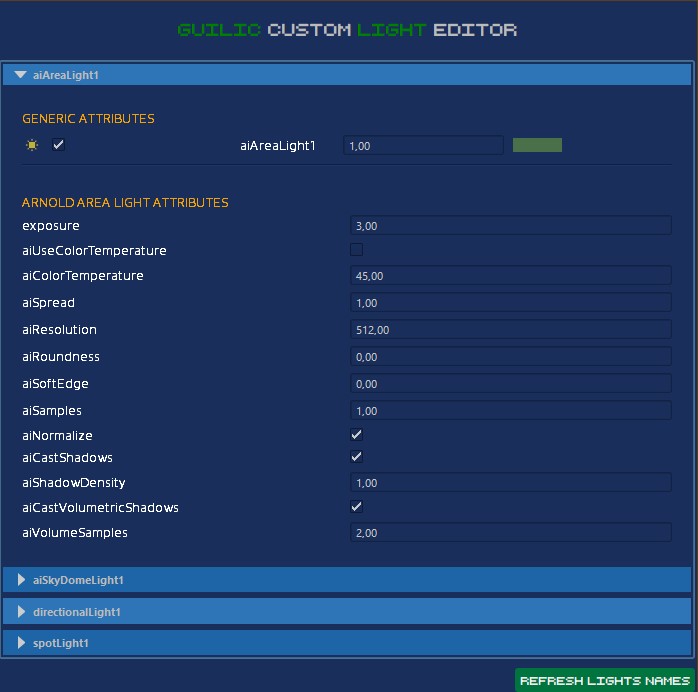 GUILIC CUSTOM LIGHT EDITOR
aiAreaLight1
GENERIC ATTRIBUTES
aiAreaLight1 1,00
ARNOLD AREA LIGHT ATTRIBUTES
exposure 3,00
aiUseColorTemperature
aiColorTemperature 45,00
aiSpread 1,00
aiResolution 512,00
aiRoundness 0,00
aiSoftEdge 0,00
aiSamples 1,00
aiNormalize
aiCastShadows
aiShadowDensity 1,00
aiCastVolumetricShadows
aiVolumeSamples 2,00
aiSkyDomeLight1
directionalLight1
spotLight1
REFRESH LIGHTS NAMES